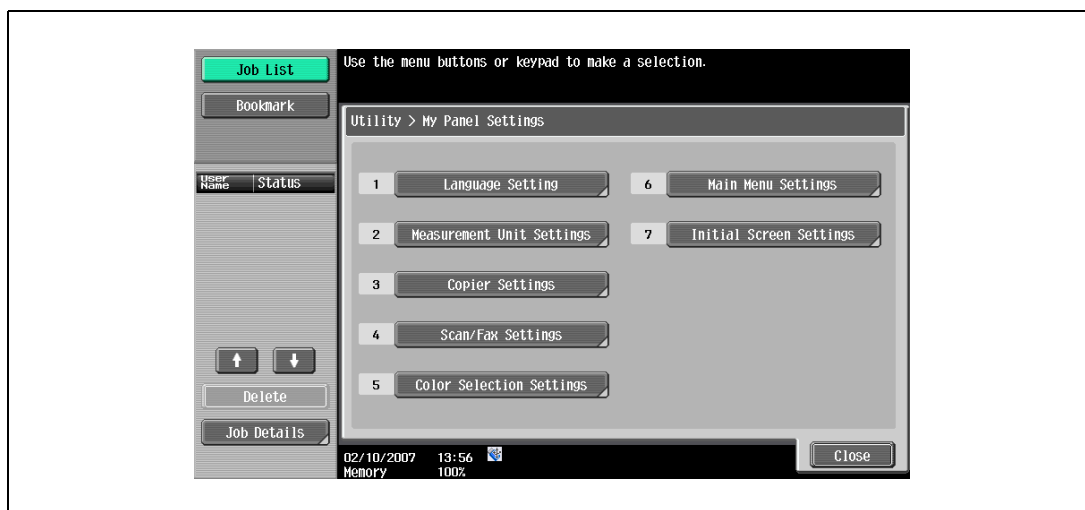 Job List
Bookmark
User Name
Status
Delete
Job Details
Use the menu buttons or keypad to make a selection.
Utility > My Panel Settings
1 Language Setting
2 Measurement Unit Settings
3 Copier Settings
4 Scan/Fax Settings
5 Color Selection Settings
6 Main Menu Settings
7 Initial Screen Settings
02/10/2007 13:56
Memory 100%
Close